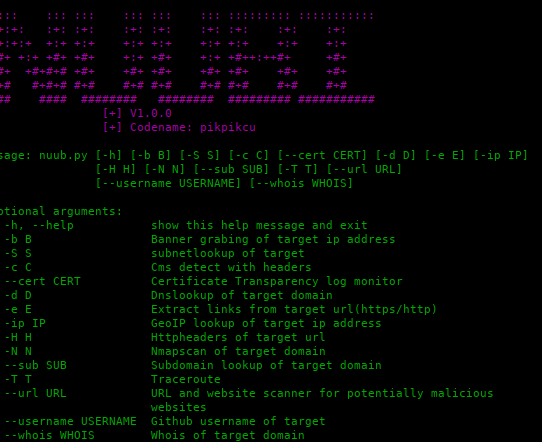 NUUBI
[+] V1.0.0
[+] Codename: pikpikcu
sage: nuub.py [-h] [-b B] [-S S] [-c C] [--cert CERT] [-d D] [-e E] [-ip IP]
[-H H] [-N N] [--sub SUB] [-T T] [--url URL]
[--username USERNAME] [--whois WHOIS]
ptional arguments:
-h, --help show this help message and exit
-b B Banner grabing of target ip address
-S S subnetlookup of target
-c C Cms detect with headers
--cert CERT Certificate Transparency log monitor
-d D Dnslookup of target domain
-e E Extract links from target url(https/http)
-ip IP GeoIP lookup of target ip address
-H H Httpheaders of target url
-N N Nmapscan of target domain
--sub SUB Subdomain lookup of target domain
-T T Traceroute
--url URL URL and website scanner for potentially malicious
websites
--username USERNAME Github username of target
--whois WHOIS Whois of target domain